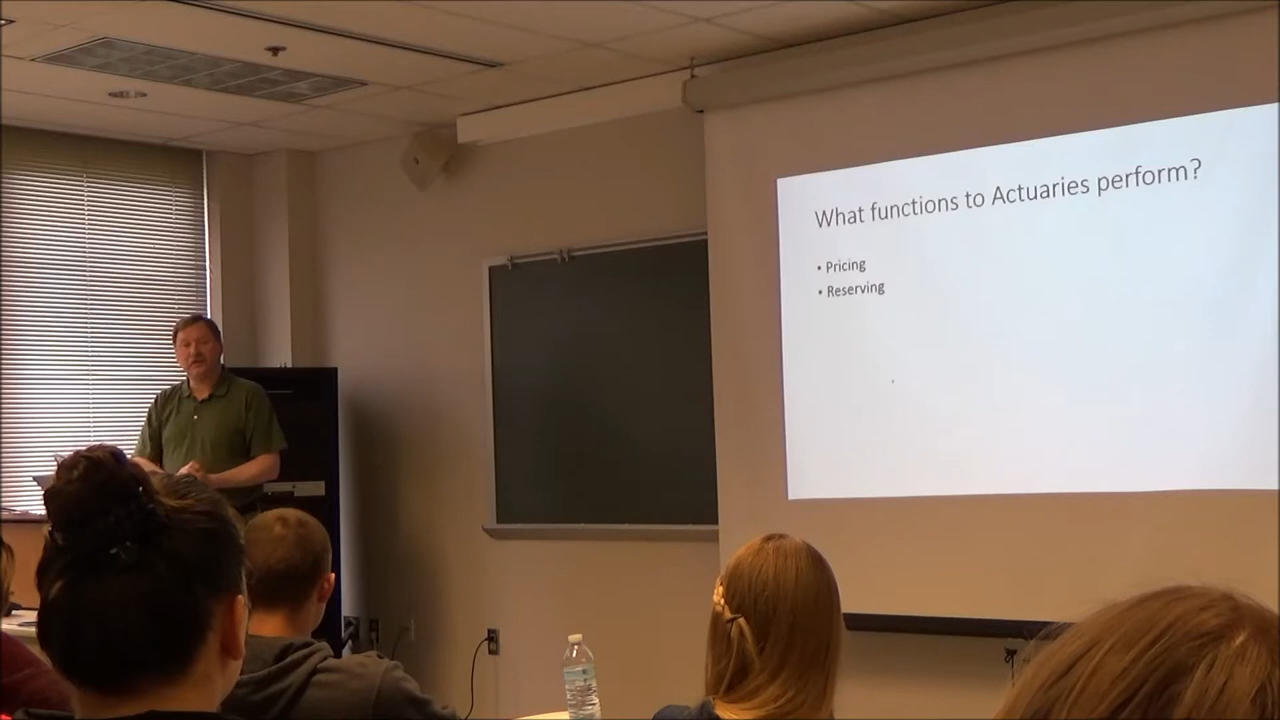 What functions to Actuaries perform?
• Pricing
• Reserving